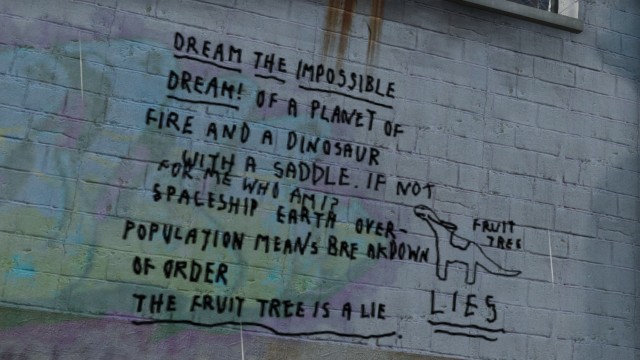 DREAM THE IMPOSSIBLE
DREAM! OF A PLANET OF
FIRE AND A DINOSAUR
WITH A SADDLE. IF NOT
FOR ME WHO AM I?
SPACESHIP EARTH OVER-
POPULATION MEANS BREAKDOWN
OF ORDER
THE FRUIT TREE IS A LIE.
FRUIT
TREE
LIES